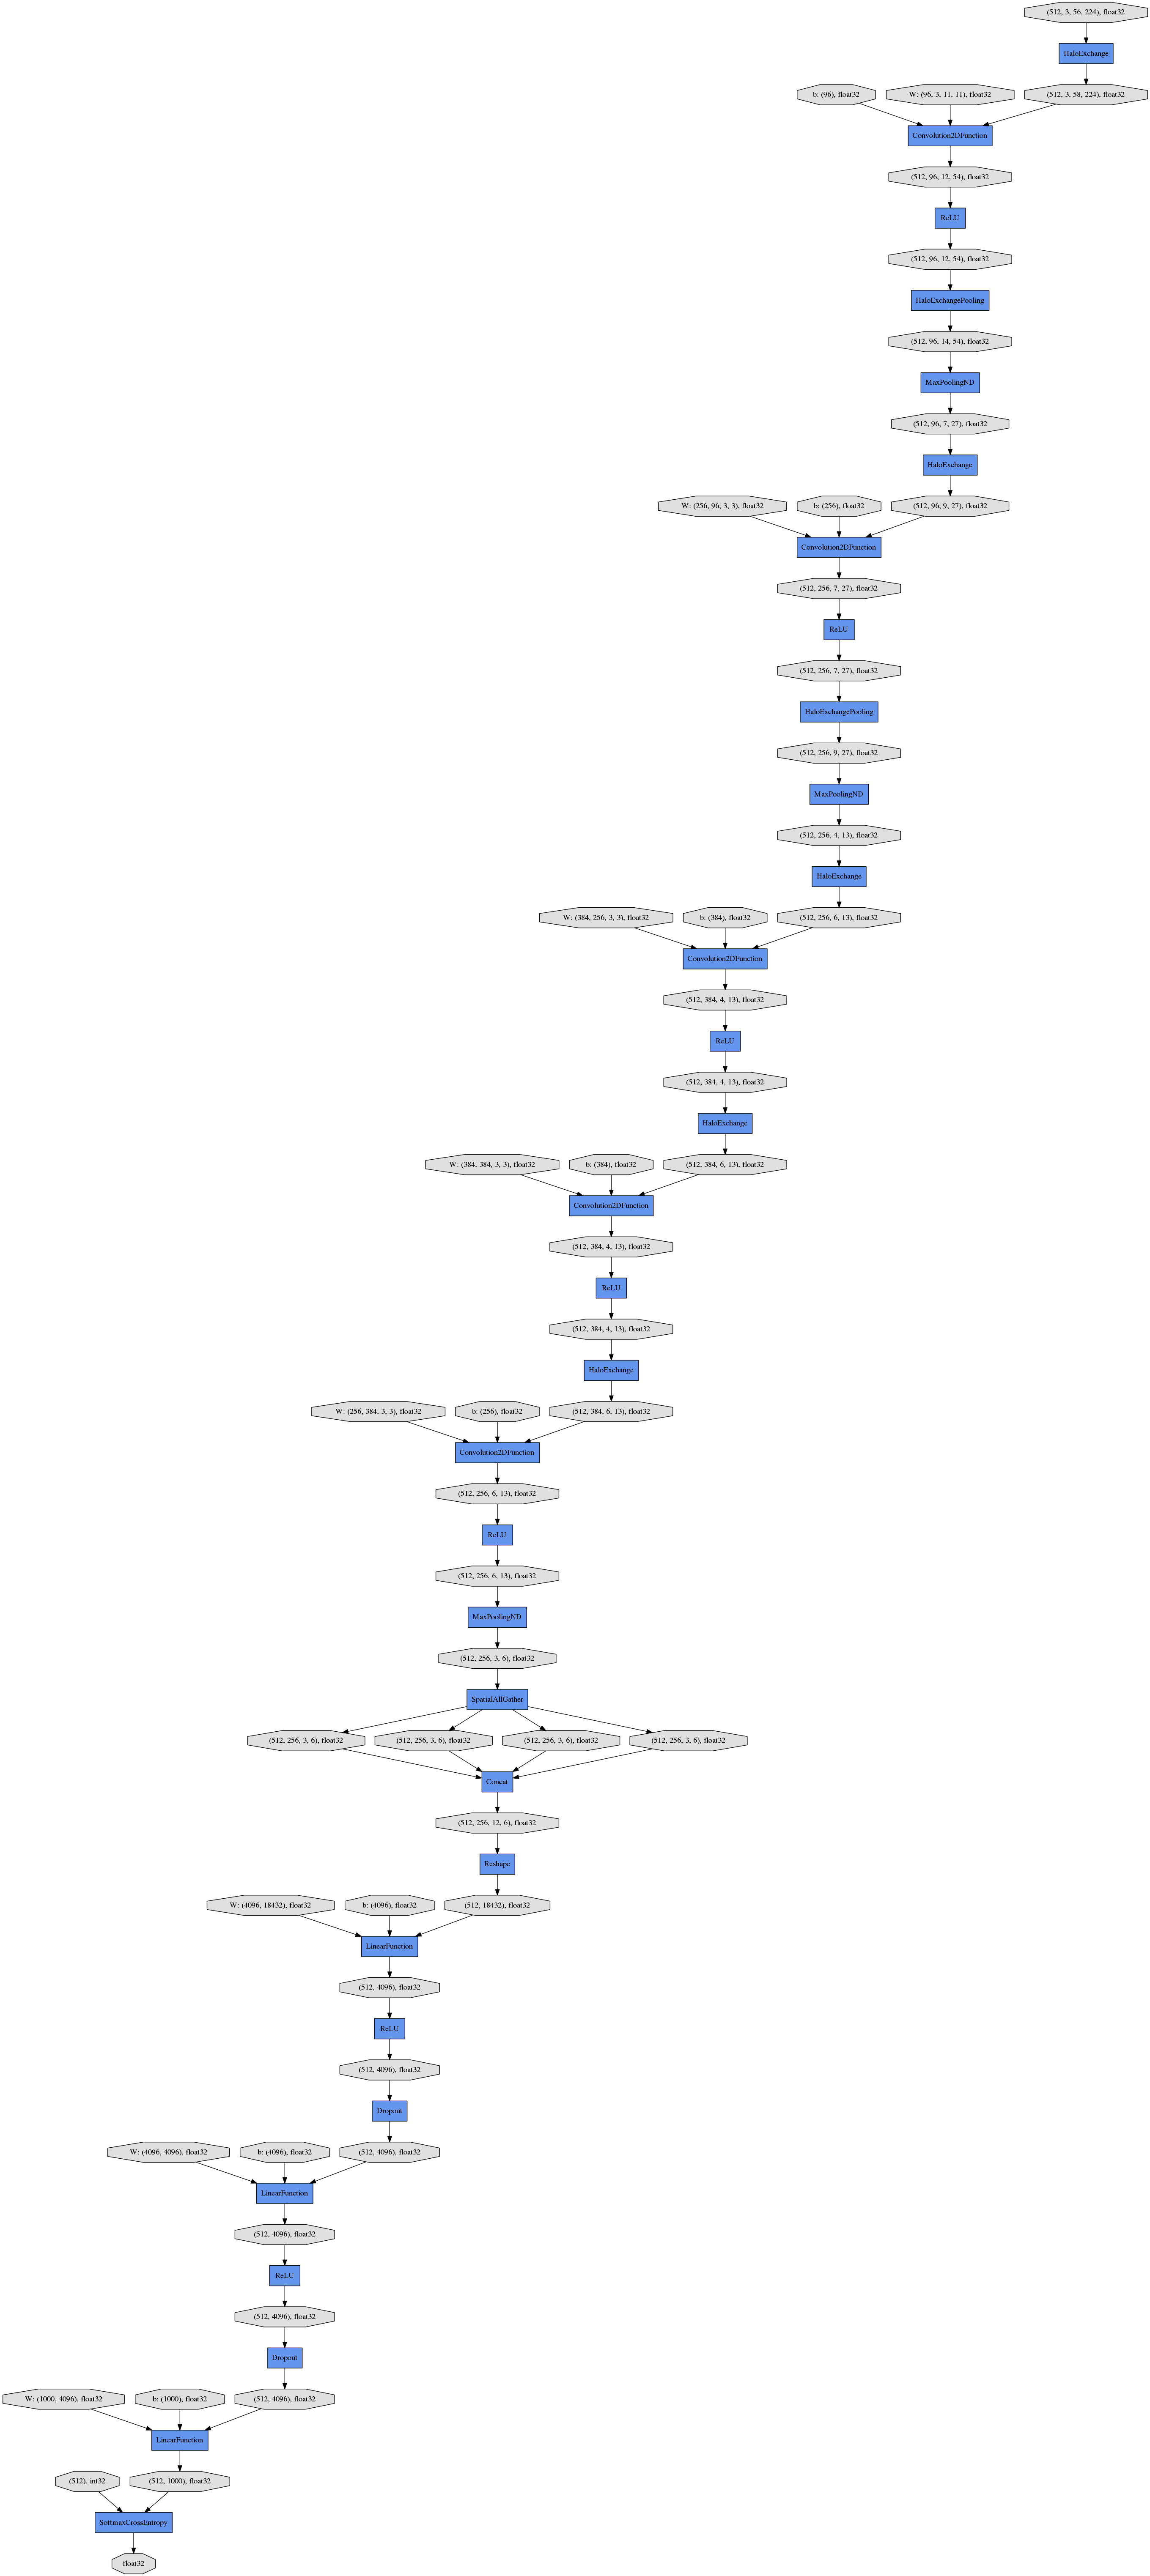 (512, 3, 56, 224), float32
HaloExchange
b: (96), float32
W: (96, 3, 11, 11), float32
(512, 3, 58, 224), float32
Convolution2DFunction
(512, 96, 12, 54), float32
ReLU
(512, 96, 12, 54), float32
HaloExchangePooling
(512, 96, 14, 54), float32
MaxPoolingND
(512, 96, 7, 27), float32
HaloExchange
W: (256, 96, 3, 3), float32
b: (256), float32
(512, 96, 9, 27), float32
Convolution2DFunction
(512, 256, 7, 27), float32
ReLU
(512, 256, 7, 27), float32
HaloExchangePooling
(512, 256, 9, 27), float32
MaxPoolingND
(512, 256, 4, 13), float32
HaloExchange
W: (384, 256, 3, 3), float32
b: (384), float32
(512, 256, 6, 13), float32
Convolution2DFunction
(512, 384, 4, 13), float32
ReLU
(512, 384, 4, 13), float32
HaloExchange
W: (384, 384, 3, 3), float32
b: (384), float32
(512, 384, 6, 13), float32
Convolution2DFunction
(512, 384, 4, 13), float32
ReLU
(512, 384, 4, 13), float32
HaloExchange
W: (256, 384, 3, 3), float32
b: (256), float32
(512, 384, 6, 13), float32
Convolution2DFunction
(512, 256, 6, 13), float32
ReLU
(512, 256, 6, 13), float32
MaxPoolingND
(512, 256, 3, 6), float32
SpatialAllGather
(512, 256, 3, 6), float32
(512, 256, 3, 6), float32
(512, 256, 3, 6), float32
(512, 256, 3, 6), float32
Concat
(512, 256, 12, 6), float32
Reshape
W: (4096, 18432), float32
b: (4096), float32
(512, 18432), float32
LinearFunction
(512, 4096), float32
ReLU
(512, 4096), float32
Dropout
W: (4096, 4096), float32
b: (4096), float32
(512, 4096), float32
LinearFunction
(512, 4096), float32
ReLU
(512, 4096), float32
Dropout
W: (1000, 4096), float32
b: (1000), float32
(512, 4096), float32
LinearFunction
(512), int32
(512, 1000), float32
SoftmaxCrossEntropy
float32